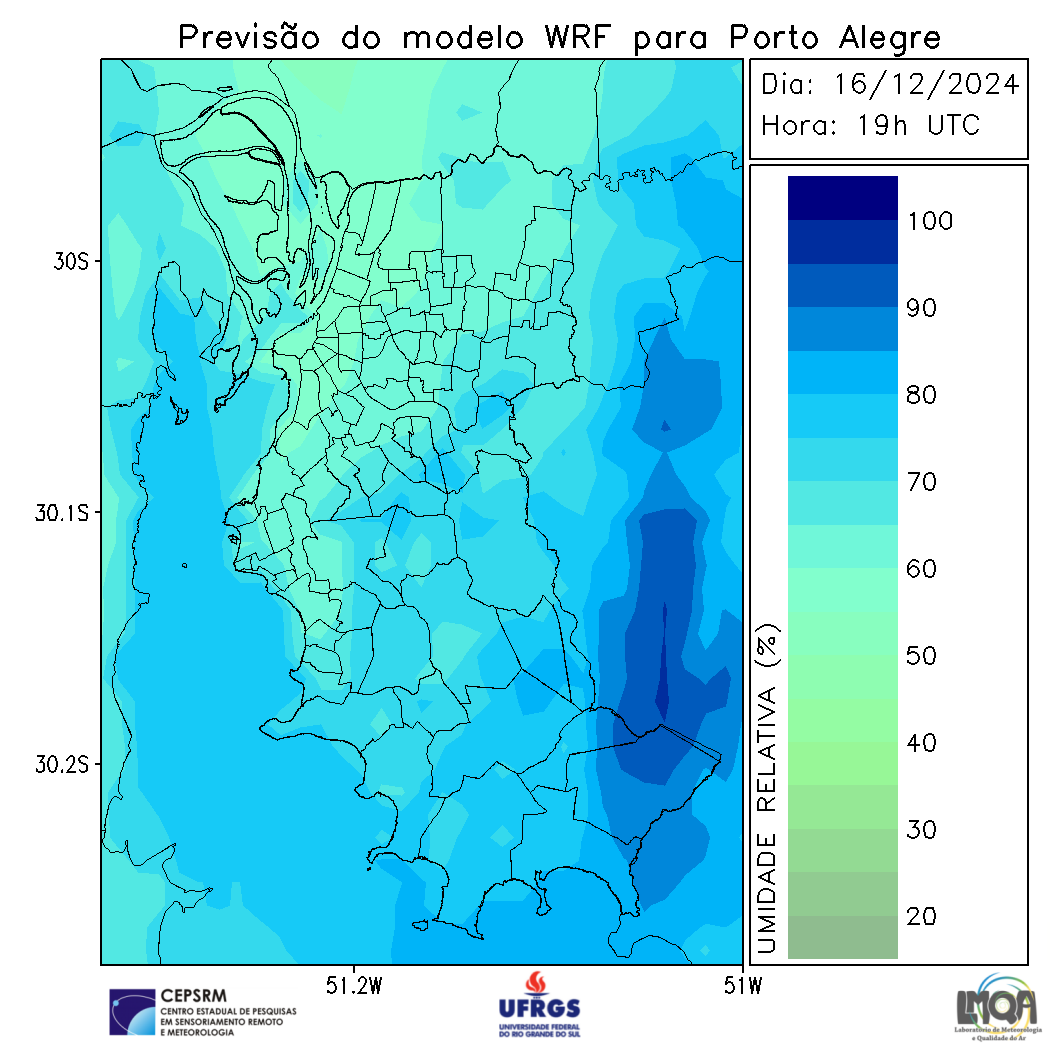 Previsão do modelo WRF para Porto Alegre
Dia: 16/12/2024
Hora: 19h UTC
30S
30.1S
30.2S
51.2W
51W
100
90
80
70
60
50
40
30
20
UMIDADE RELATIVA (%)
CEPSRM
CENTRO ESTADUAL DE PESQUISAS
EM SENSORIAMENTO REMOTO
E METEOROLOGIA
UFRGS
UNIVERSIDADE FEDERAL
DO RIO GRANDE DO SUL
LMQA
Laboratório de Meteorologia
e Qualidade do Ar